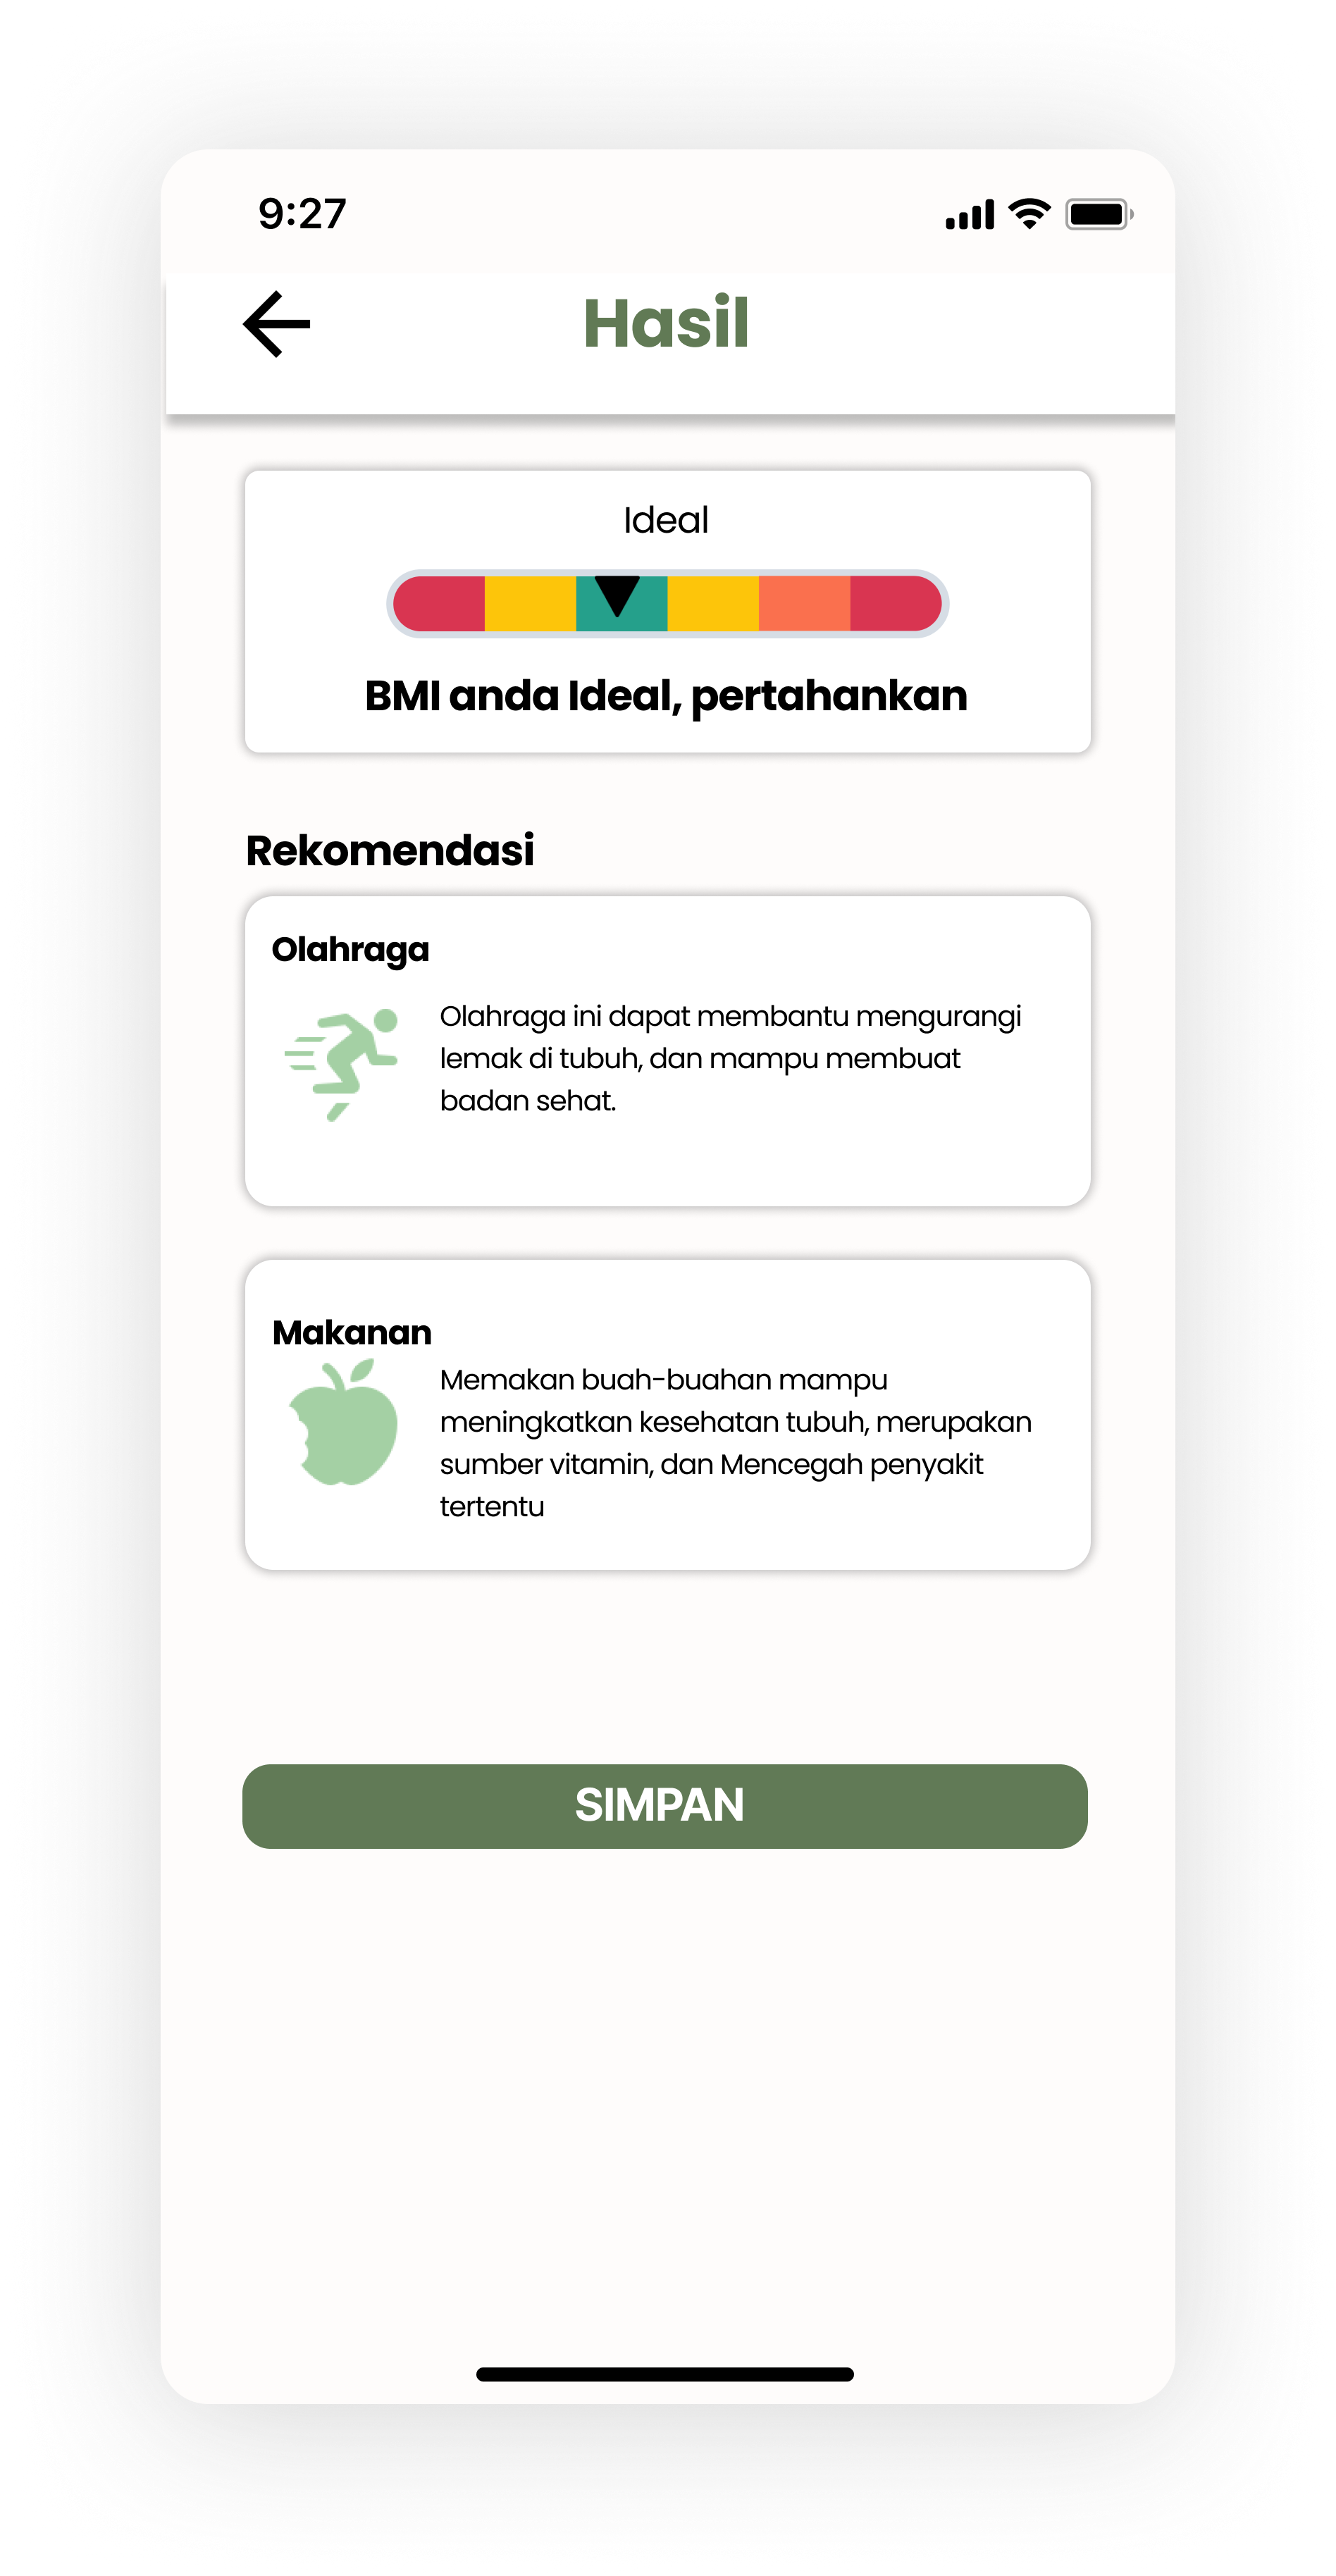 9:27
Hasil
Ideal
BMI anda Ideal, pertahankan
Rekomendasi
Olahraga
Olahraga ini dapat membantu mengurangi
lemak di tubuh, dan mampu membuat
badan sehat.
Makanan
Memakan buah-buahan mampu
meningkatkan kesehatan tubuh, merupakan
sumber vitamin, dan Mencegah penyakit
tertentu
SIMPAN